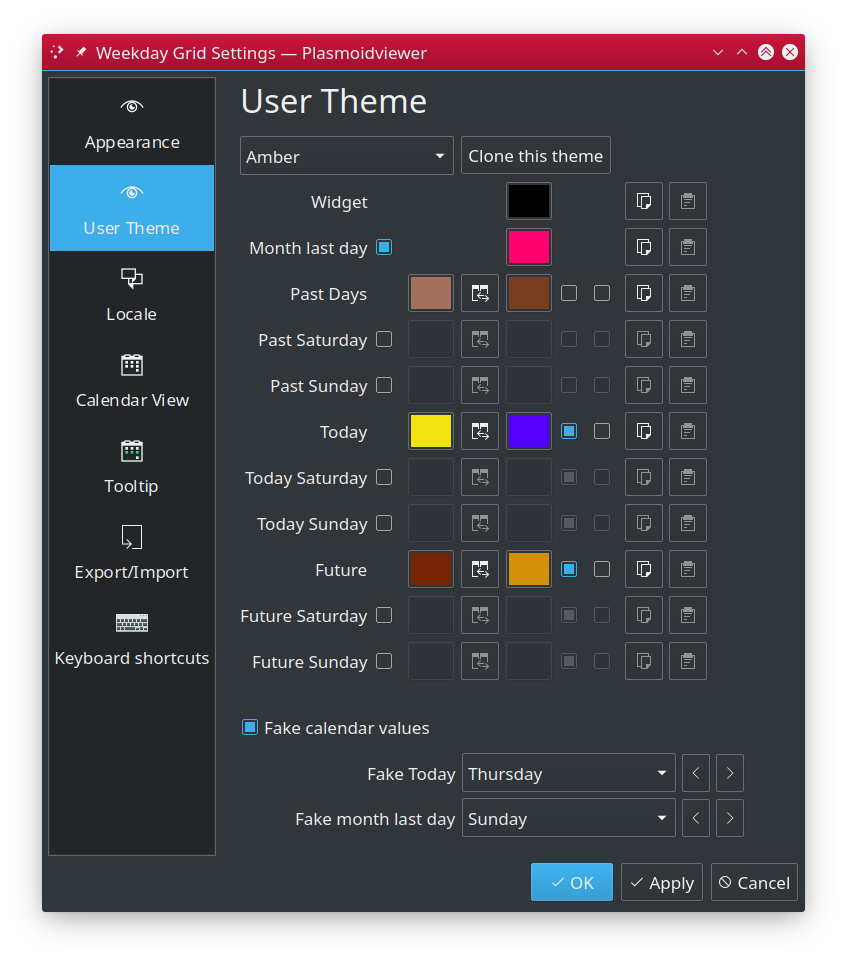 Weekday Grid Settings — Plasmoidviewer
Appearance
User Theme
Locale
Calendar View
Tooltip
Export/Import
Keyboard shortcuts
User Theme
Amber
Clone this theme
Widget
Month last day
Past Days
Past Saturday
Past Sunday
Today
Today Saturday
Today Sunday
Future
Future Saturday
Future Sunday
Fake calendar values
Fake Today
Thursday
Fake month last day
Sunday
OK
Apply
Cancel